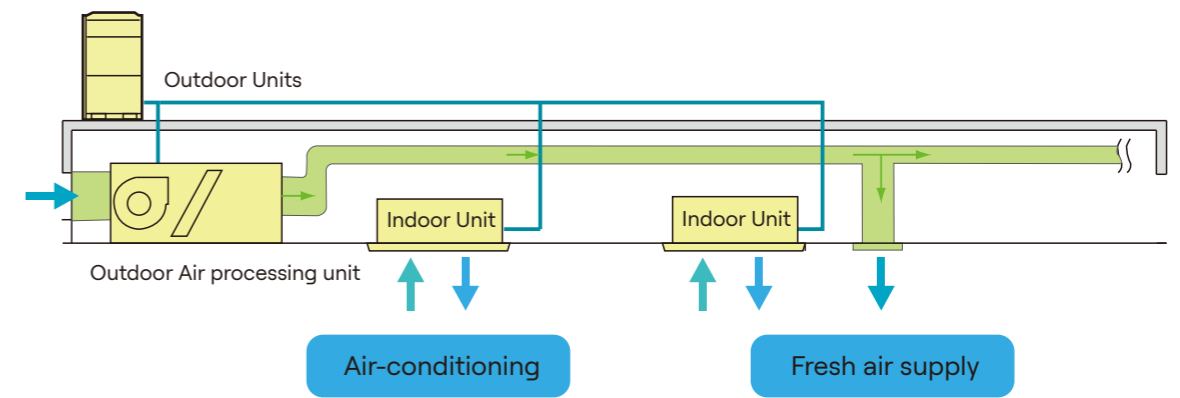 Outdoor Units
Indoor Unit
Indoor Unit
Outdoor Air processing unit
Air-conditioning
Fresh air supply